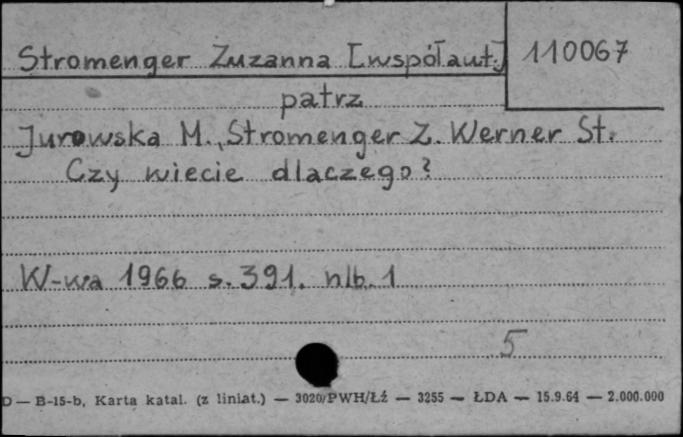 Stromenger Zuzanna [współaut.] 110067
patrz
Jurowska M., Stromenger Z. Werner St.
Czy wiecie dlaczego?
W-wa 1966 s. 391. nlb. 1
5
D — B-15-b, Karta katal. (z liniat.) — 3020/PWH/Łź — 3255 — ŁDA — 15.9.64 — 2.000.000